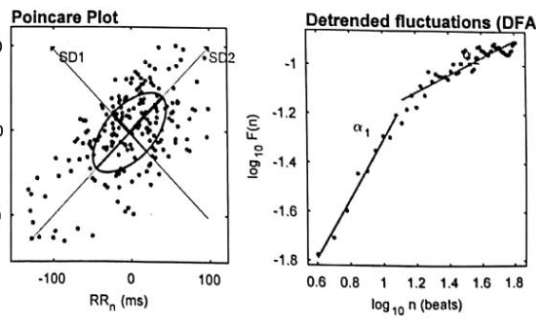 Poincare Plot
SD1
SD2
-100
0
100
RRn (ms)
Detrended fluctuations (DFA
-1
-1.2
-1.4
-1.6
-1.8
log10 F(n)
α1
0.6
0.8
1
1.2
1.4
1.6
1.8
log10 n (beats)